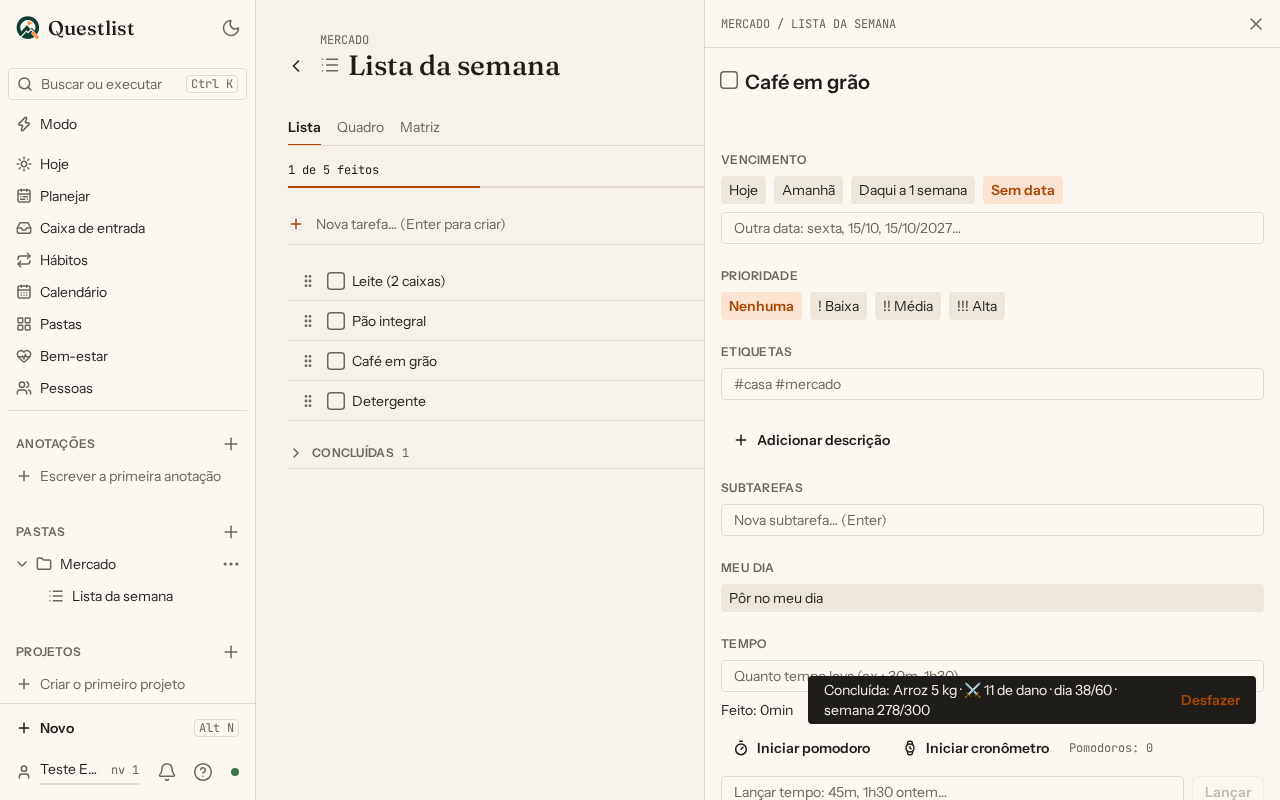 Questlist
Buscar ou executar
Ctrl K
Modo
Hoje
Planejar
Caixa de entrada
Hábitos
Calendário
Pastas
Bem-estar
Pessoas
ANOTAÇÕES
Escrever a primeira anotação
PASTAS
Mercado
Lista da semana
PROJETOS
Criar o primeiro projeto
Novo
Alt N
Teste E... nv 1
MERCADO
Lista da semana
Lista Quadro Matriz
1 de 5 feitos
Nova tarefa... (Enter para criar)
Leite (2 caixas)
Pão integral
Café em grão
Detergente
CONCLUÍDAS 1
MERCADO / LISTA DA SEMANA
Café em grão
VENCIMENTO
Hoje Amanhã Daqui a 1 semana Sem data
Outra data: sexta, 15/10, 15/10/2027...
PRIORIDADE
Nenhuma ! Baixa !! Média !!! Alta
ETIQUETAS
#casa #mercado
Adicionar descrição
SUBTAREFAS
Nova subtarefa... (Enter)
MEU DIA
Pôr no meu dia
TEMPO
Quanto tempo leva (ex.: 30m, 1h30)
Feito: 0min
Concluída: Arroz 5 kg · ⚔️ 11 de dano · dia 38/60 ·
semana 278/300
Desfazer
Iniciar pomodoro Iniciar cronômetro Pomodoros: 0
Lançar tempo: 45m, 1h30 ontem...
Lançar